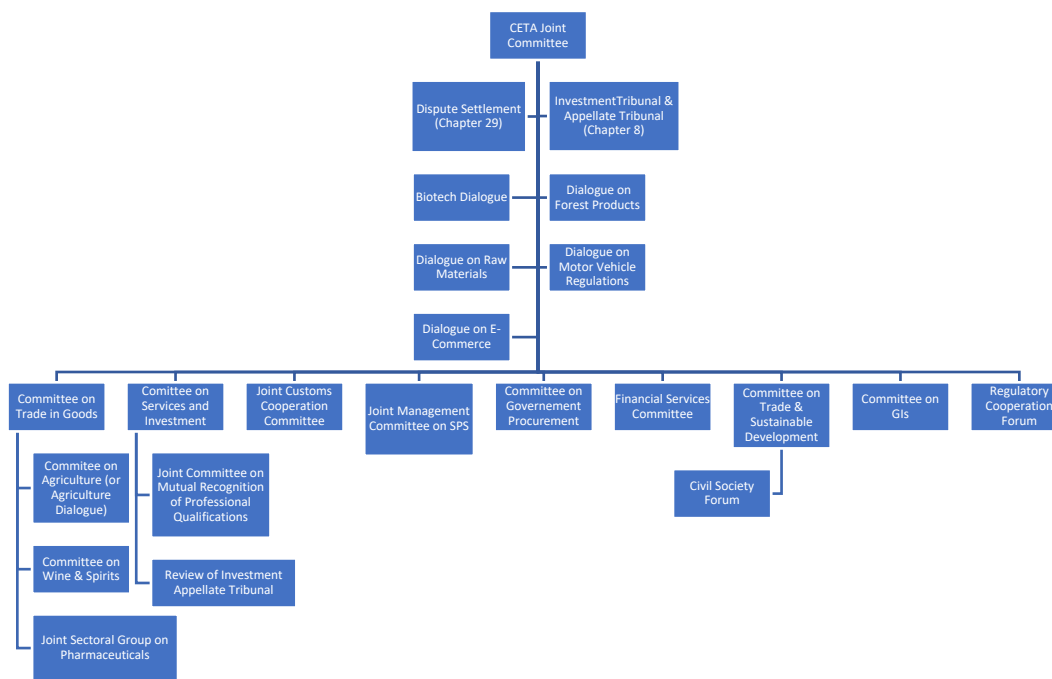 CETA Joint
Committee
Dispute Settlement
(Chapter 29)
InvestmentTribunal &
Appellate Tribunal
(Chapter 8)
Biotech Dialogue
Dialogue on
Forest Products
Dialogue on Raw
Materials
Dialogue on
Motor Vehicle
Regulations
Dialogue on E-
Commerce
Committee on
Trade in Goods
Comittee on
Services and
Investment
Joint Customs
Cooperation
Committee
Joint Management
Committee on SPS
Committee on
Governement
Procurement
Financial Services
Committee
Committee on
Trade &
Sustainable
Development
Committee on
GIs
Regulatory
Cooperation
Forum
Commitee on
Agriculture (or
Agriculture
Dialogue)
Joint Committee on
Mutual Recognition
of Professional
Qualifications
Civil Society
Forum
Committee on
Wine & Spirits
Review of Investment
Appellate Tribunal
Joint Sectoral Group on
Pharmaceuticals